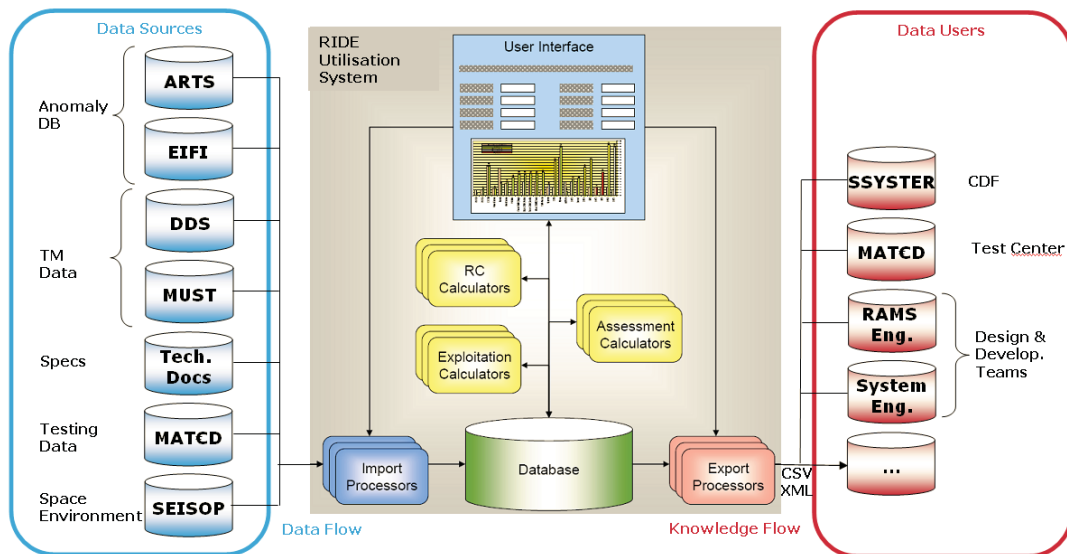 Data Sources
Anomaly
DB
ARTS
EIFI
TM
Data
DDS
MUST
Specs
Tech.
Docs
Testing
Data
MATCD
Space
Environment
SEISOP
Data Flow
RIDE
Utilisation
System
User Interface
RC
Calculators
Exploitation
Calculators
Assessment
Calculators
Import
Processors
Database
Export
Processors
CSV
XML
Knowledge Flow
Data Users
SSYSTER
CDF
MATCD
Test Center
RAMS
Eng.
System
Eng.
Design &
Develop.
Teams
...